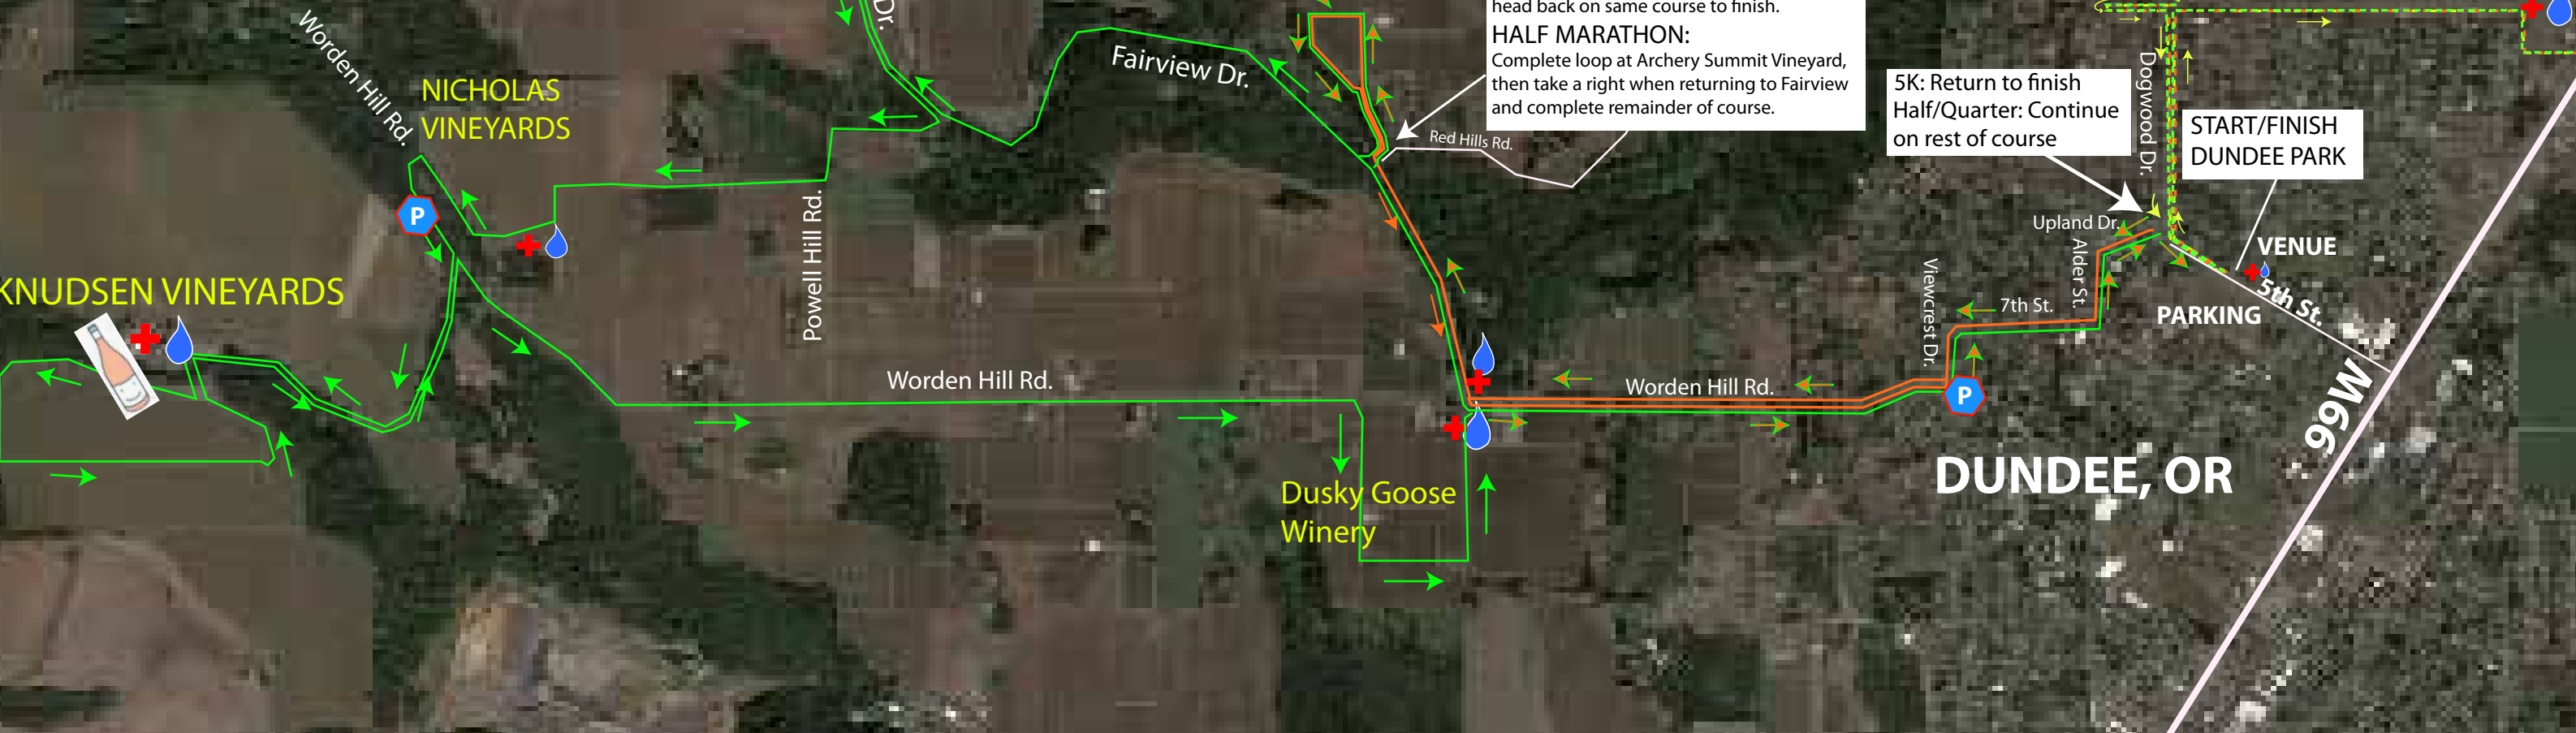 head back on same course to finish.
HALF MARATHON:
Complete loop at Archery Summit Vineyard,
then take a right when returning to Fairview
and complete remainder of course.
Worden Hill Rd.
NICHOLAS
VINEYARDS
Dr.
Fairview Dr.
Red Hills Rd.
5K: Return to finish
Half/Quarter: Continue
on rest of course
Dogwood Dr.
START/FINISH
DUNDEE PARK
P
KNUDSEN VINEYARDS
Powell Hill Rd.
Upland Dr.
Alder St.
VENUE
5th St.
PARKING
Viewcrest Dr.
7th St.
Worden Hill Rd.
Worden Hill Rd.
P
99W
DUNDEE, OR
Dusky Goose
Winery